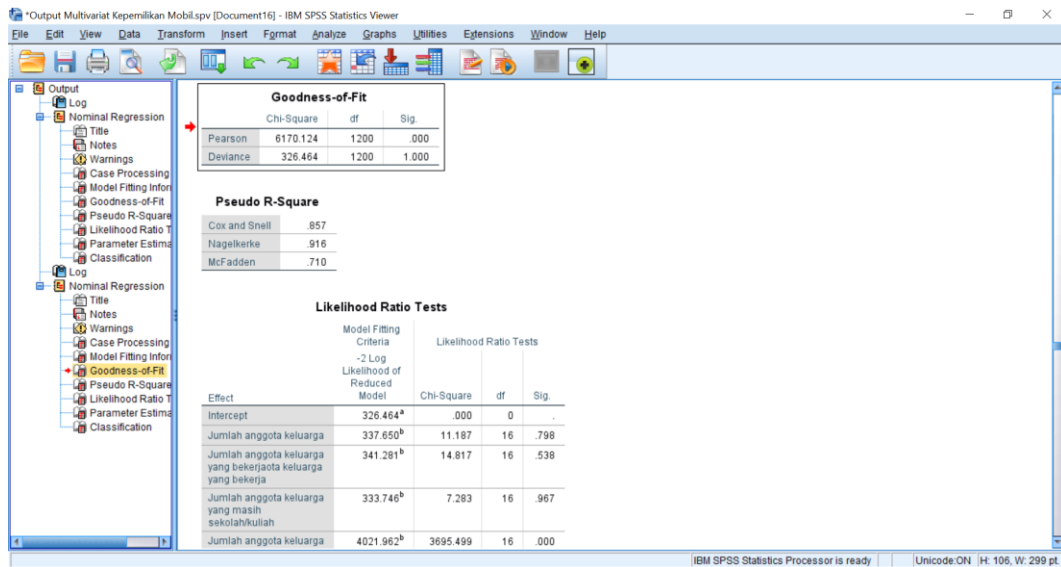 *Output Multivariat Kepemilikan Mobil.spv [Document16] - IBM SPSS Statistics Viewer
File Edit View Data Transform Insert Format Analyze Graphs Utilities Extensions Window Help
Output
Log
Nominal Regression
Title
Notes
Warnings
Case Processing
Model Fitting Infor
Goodness-of-Fit
Pseudo R-Square
Likelihood Ratio T
Parameter Estima
Classification
Log
Nominal Regression
Title
Notes
Warnings
Case Processing
Model Fitting Infor
Goodness-of-Fit
Pseudo R-Square
Likelihood Ratio T
Parameter Estima
Classification
Goodness-of-Fit
Chi-Square df Sig.
Pearson 6170.124 1200 .000
Deviance 326.464 1200 1.000
Pseudo R-Square
Cox and Snell .857
Nagelkerke .916
McFadden .710
Likelihood Ratio Tests
Model Fitting
Criteria Likelihood Ratio Tests
-2 Log
Likelihood of
Reduced
Effect Model Chi-Square df Sig.
Intercept 326.464a .000 0 .
Jumlah anggota keluarga 337.650b 11.187 16 .798
Jumlah anggota keluarga 341.281b 14.817 16 .538
yang bekerjaota keluarga
yang bekerja
Jumlah anggota keluarga 333.746b 7.283 16 .967
yang masih
sekolah/kuliah
Jumlah anggota keluarga 4021.962b 3695.499 16 .000
IBM SPSS Statistics Processor is ready Unicode:ON H: 106, W: 299 pt.